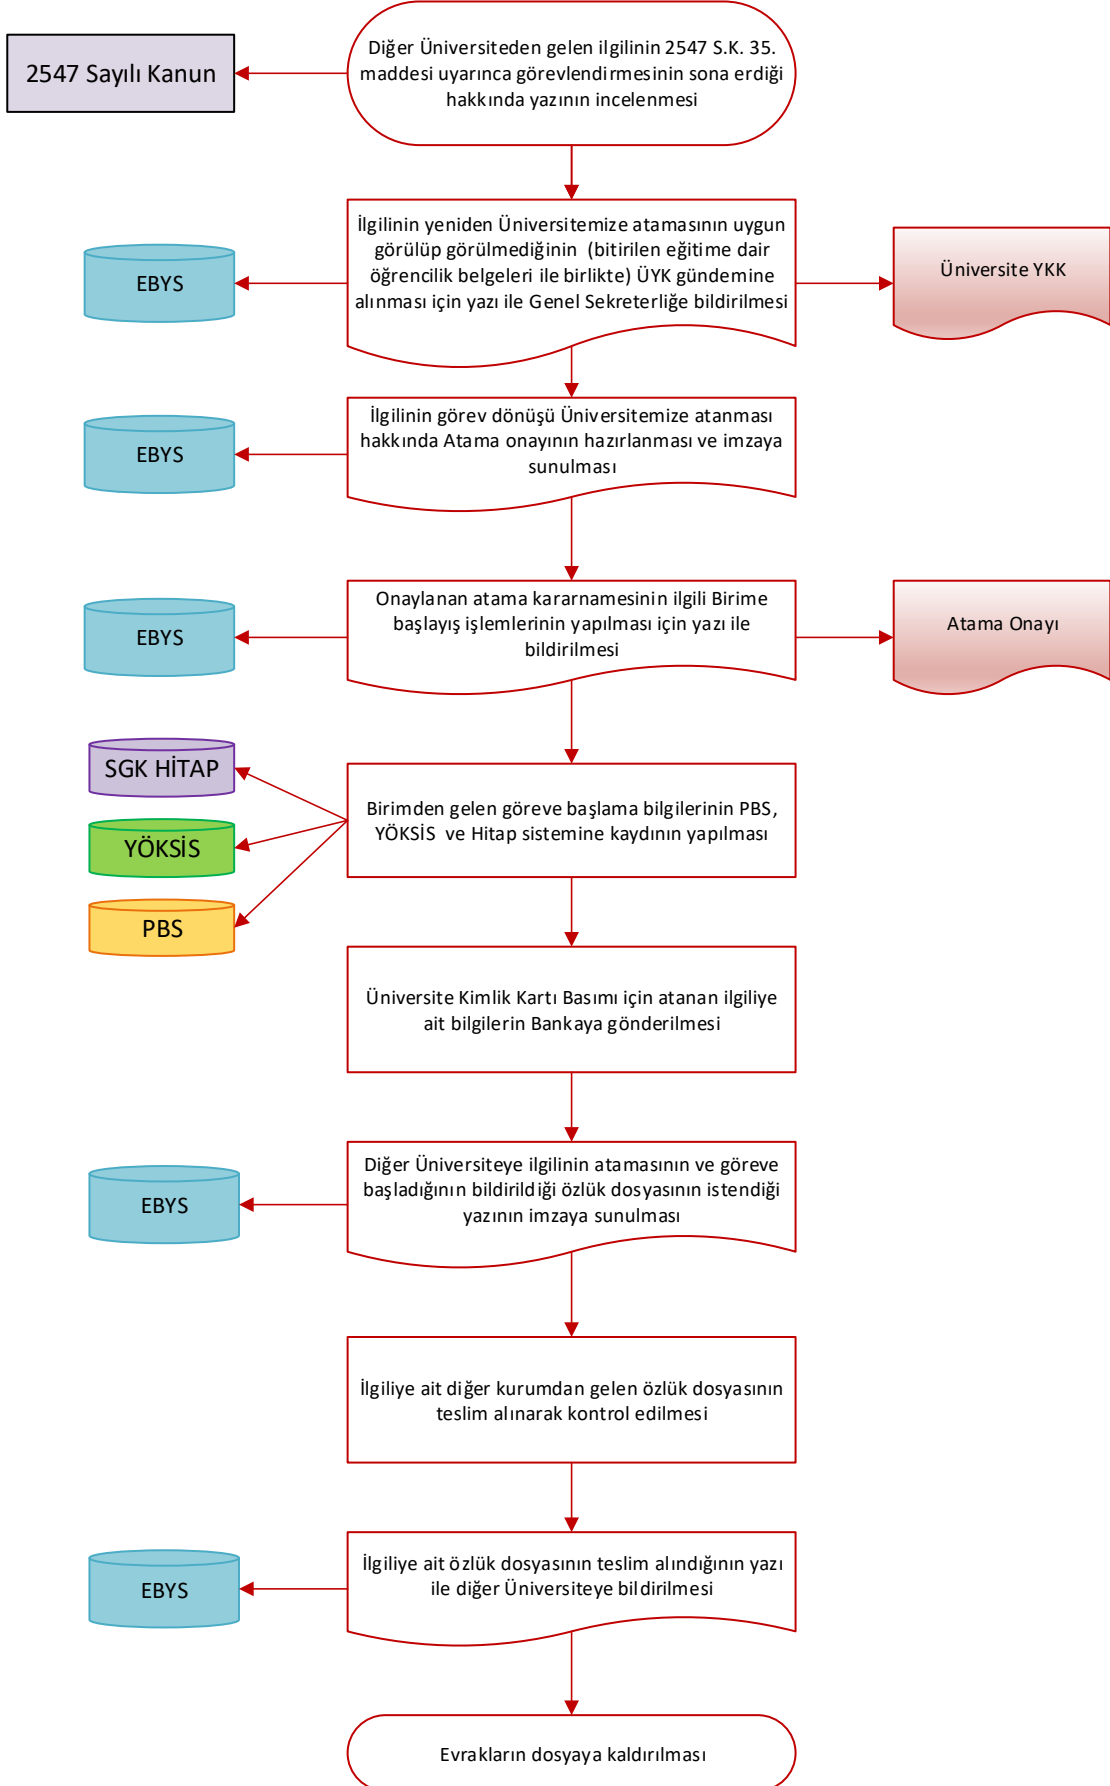 2547 Sayılı Kanun
Diğer Üniversiteden gelen ilgilinin 2547 S.K. 35.
maddesi uyarınca görevlendirmesinin sona erdiği
hakkında yazının incelenmesi
EBYS
İlgilinin yeniden Üniversitemize atamasının uygun
görülüp görülmediğinin (bitirilen eğitime dair
öğrencilik belgeleri ile birlikte) ÜYK gündemine
alınması için yazı ile Genel Sekreterliğe bildirilmesi
Üniversite YKK
EBYS
İlgilinin görev dönüşü Üniversitemize atanması
hakkında Atama onayının hazırlanması ve imzaya
sunulması
EBYS
Onaylanan atama kararnamesinin ilgili Birime
başlayış işlemlerinin yapılması için yazı ile
bildirilmesi
Atama Onayı
SGK HİTAP
YÖKSİS
PBS
Birimden gelen göreve başlama bilgilerinin PBS,
YÖKSİS ve Hitap sistemine kaydının yapılması
Üniversite Kimlik Kartı Basımı için atanan ilgiliye
ait bilgilerin Bankaya gönderilmesi
EBYS
Diğer Üniversiteye ilgilinin atamasının ve göreve
başladığının bildirildiği özlük dosyasının istendiği
yazının imzaya sunulması
İlgiliye ait diğer kurumdan gelen özlük dosyasının
teslim alınarak kontrol edilmesi
EBYS
İlgiliye ait özlük dosyasının teslim alındığının yazı
ile diğer Üniversiteye bildirilmesi
Evrakların dosyaya kaldırılması